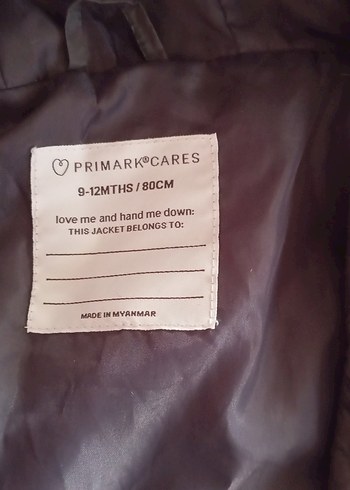 PRIMARK®CARES
9-12MTHS / 80CM
love me and hand me down:
THIS JACKET BELONGS TO:
MADE IN MYANMAR